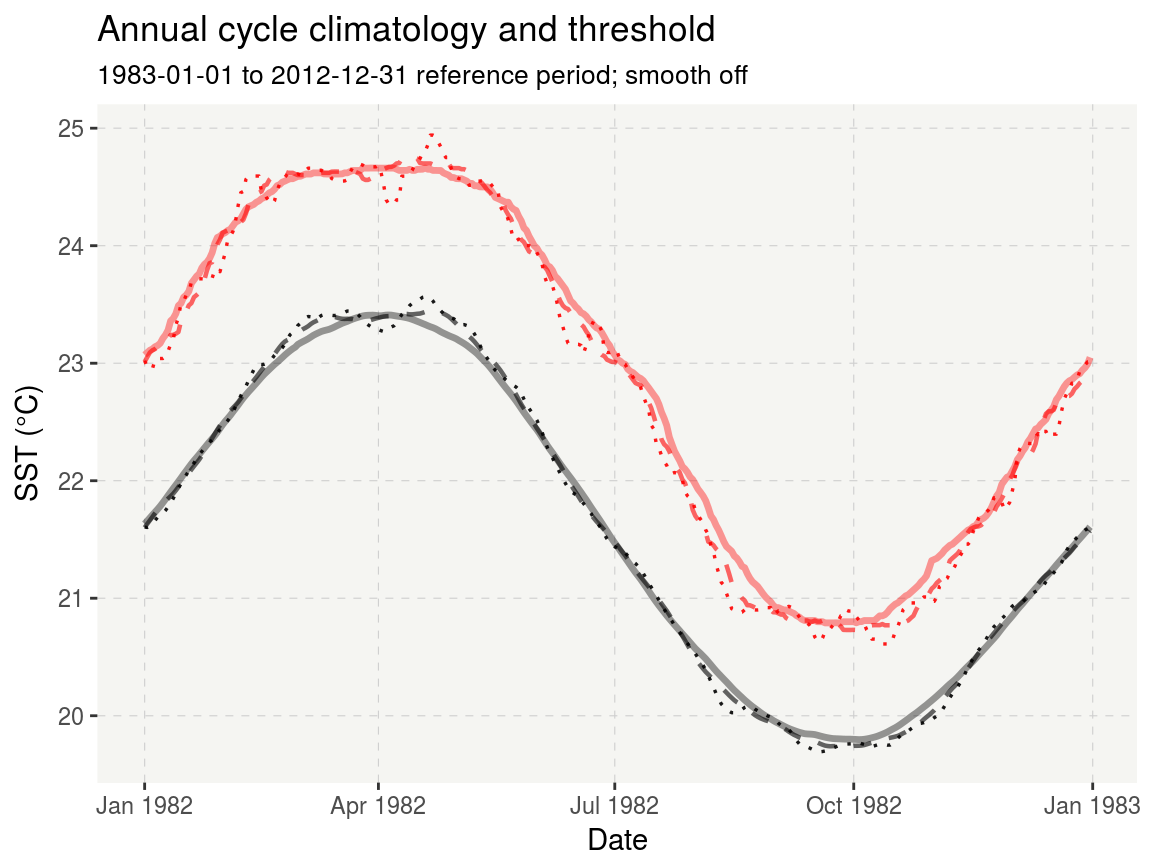 Annual cycle climatology and threshold
1983-01-01 to 2012-12-31 reference period; smooth off
25
24
23
22
21
20
SST (°C)
Jan 1982
Apr 1982
Jul 1982
Oct 1982
Jan 1983
Date